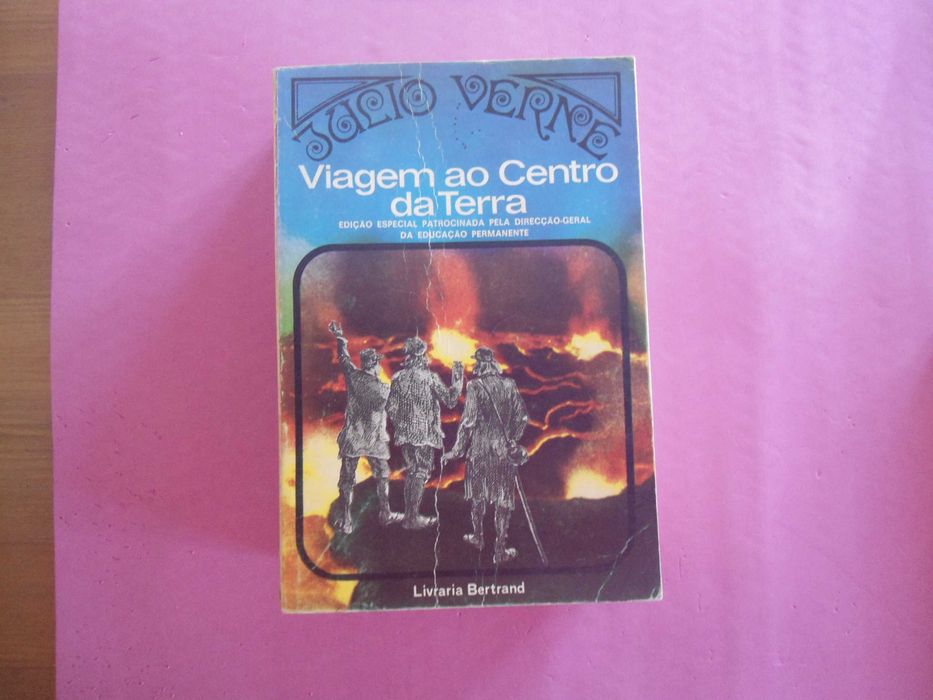 JÚLIO VERNE
Viagem ao Centro
da Terra
EDIÇÃO ESPECIAL PATROCINADA PELA DIRECÇÃO-GERAL
DA EDUCAÇÃO PERMANENTE
Livraria Bertrand